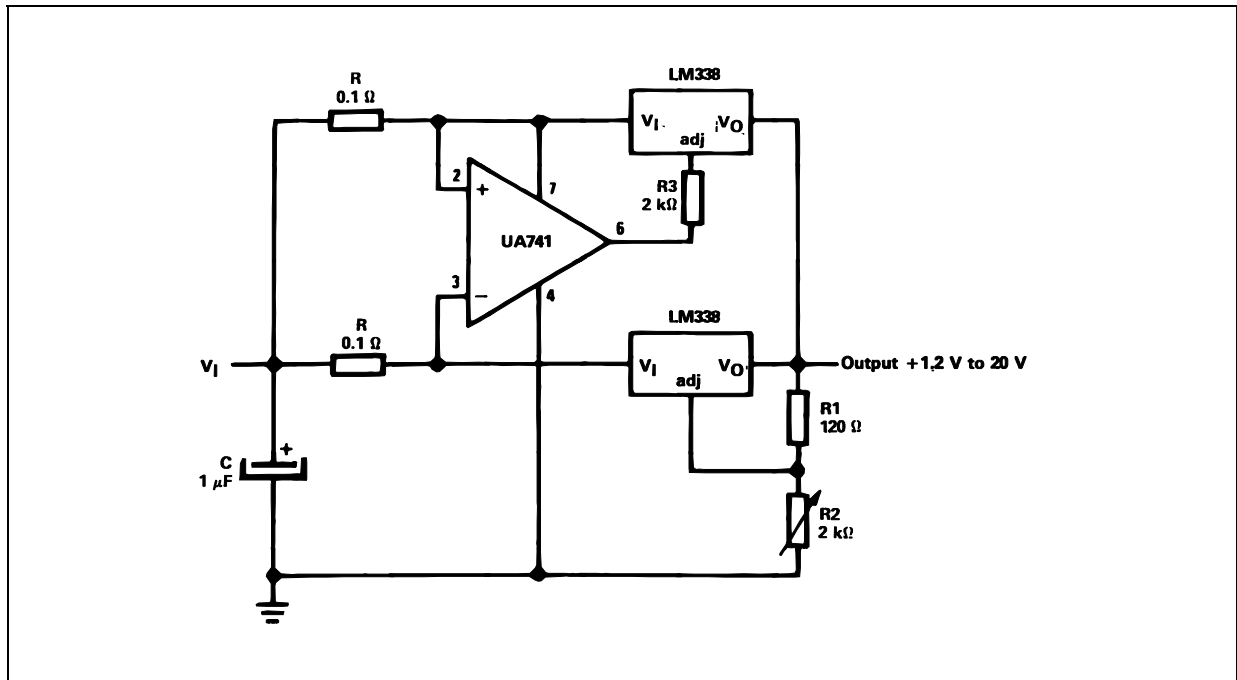 R
0.1 Ω
LM338
VI
VO
adj
R3
2 kΩ
2
+
7
UA741
6
3
−
4
LM338
R
0.1 Ω
VI
VI
VO
adj
Output +1.2 V to 20 V
R1
120 Ω
+
C
1 μF
R2
2 kΩ